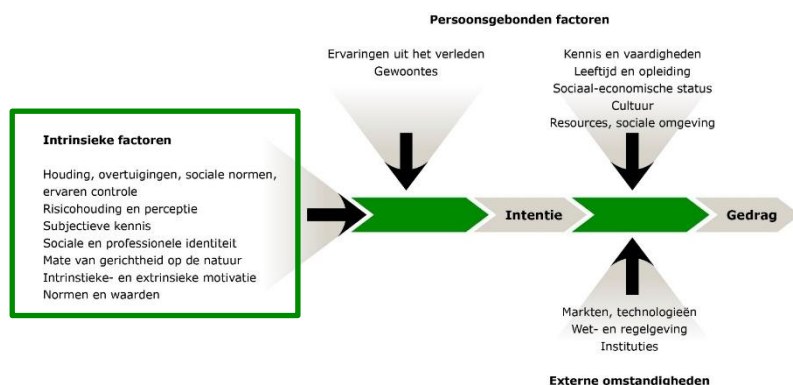 Persoonsgebonden factoren
Ervaringen uit het verleden
Gewoontes
Kennis en vaardigheden
Leeftijd en opleiding
Sociaal-economische status
Cultuur
Resources, sociale omgeving
Intrinsieke factoren
Houding, overtuigingen, sociale normen,
ervaren controle
Risicohouding en perceptie
Subjectieve kennis
Sociale en professionele identiteit
Mate van gerichtheid op de natuur
Intrinstieke- en extrinsieke motivatie
Normen en waarden
Intentie
Gedrag
Markten, technologieën
Wet- en regelgeving
Instituties
Externe omstandigheden